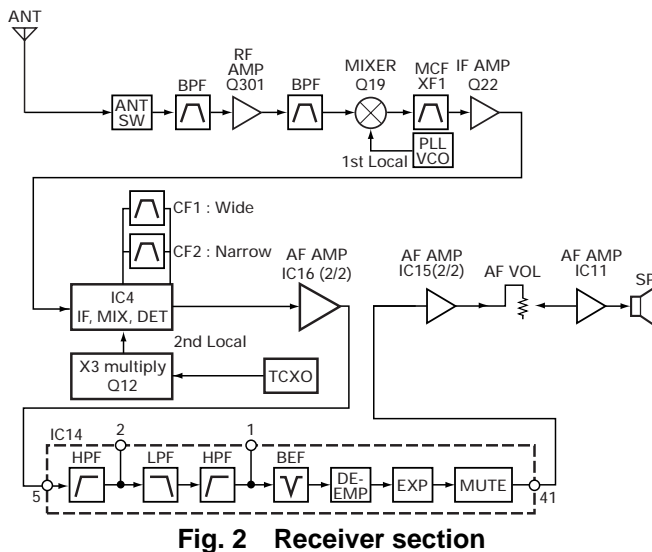 ANT
ANT
SW
BPF
RF
AMP
Q301
BPF
MIXER
Q19
MCF
XF1
IF AMP
Q22
1st Local
PLL
VCO
CF1 : Wide
CF2 : Narrow
IC4
IF, MIX, DET
AF AMP
IC16 (2/2)
2nd Local
X3 multiply
Q12
TCXO
AF AMP
IC15(2/2)
AF VOL
AF AMP
IC11
SP
IC14
5
HPF
2
LPF
HPF
1
BEF
DE-
EMP
EXP
MUTE
41
Fig. 2 Receiver section